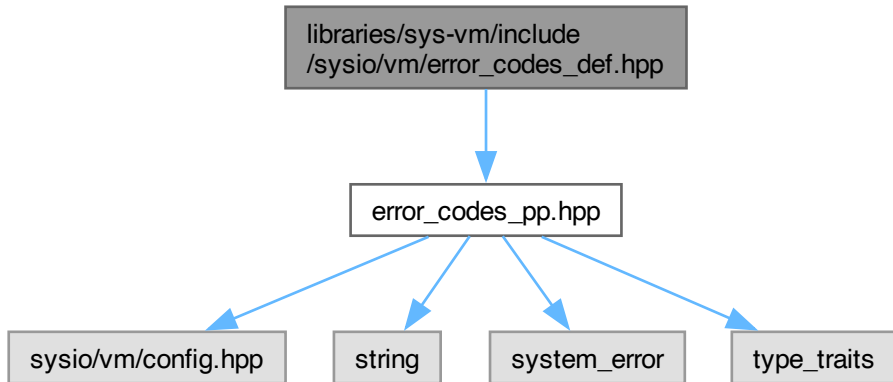 libraries/sys-vm/include
/sysio/vm/error_codes_def.hpp
error_codes_pp.hpp
sysio/vm/config.hpp
string
system_error
type_traits